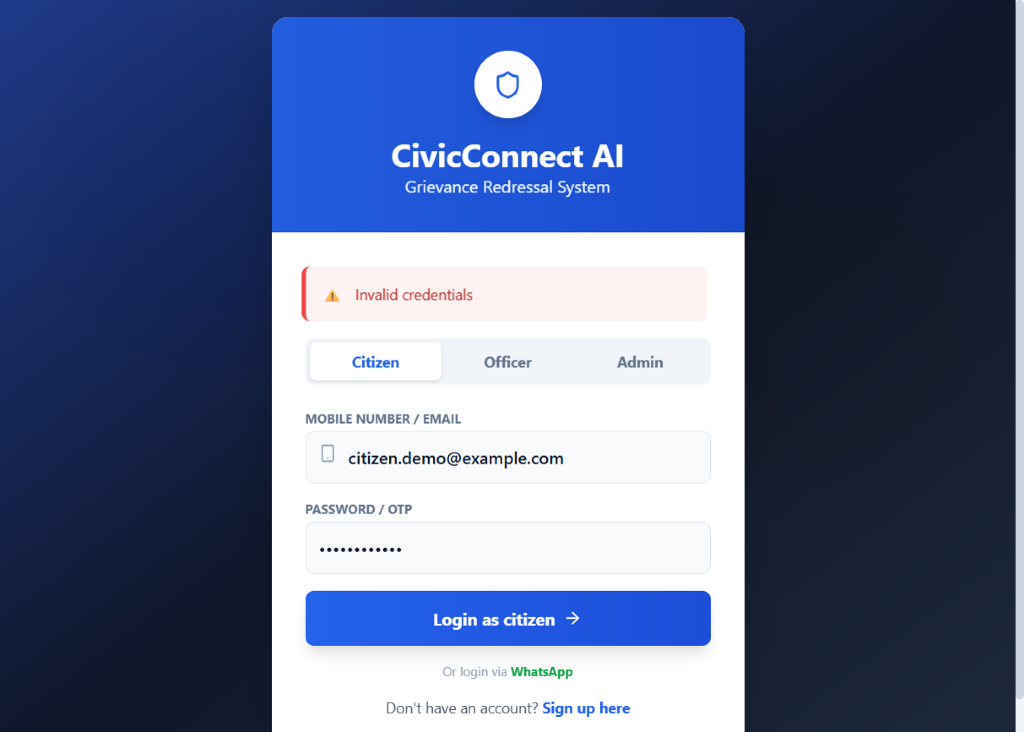 CivicConnect AI
Grievance Redressal System
Invalid credentials
Citizen Officer Admin
MOBILE NUMBER / EMAIL
citizen.demo@example.com
PASSWORD / OTP
••••••••••••
Login as citizen →
Or login via WhatsApp
Don't have an account? Sign up here